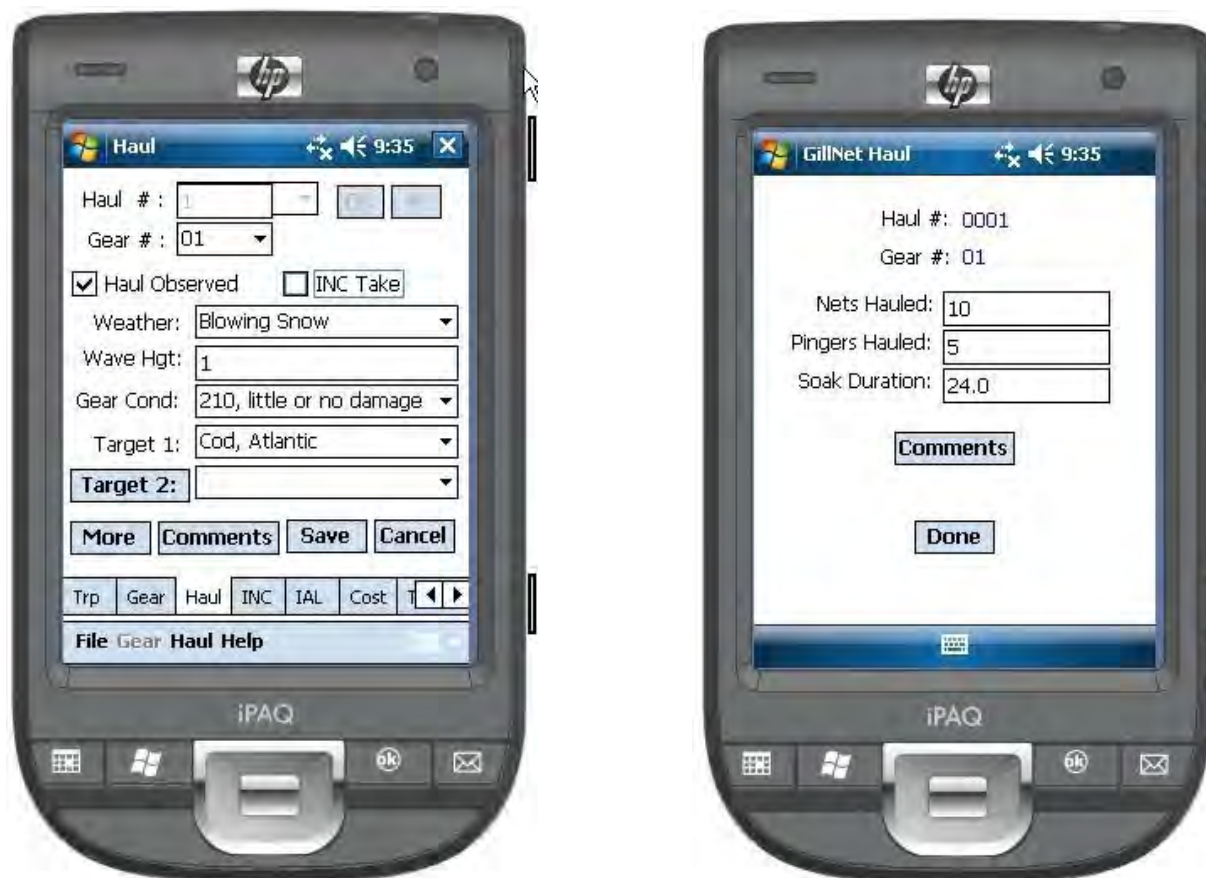 hp
Haul 9:35
Haul # : 1
Gear # : 01
Haul Observed INC Take
Weather: Blowing Snow
Wave Hgt: 1
Gear Cond: 210, little or no damage
Target 1: Cod, Atlantic
Target 2:
More Comments Save Cancel
Trp Gear Haul INC IAL Cost T
File Gear Haul Help
iPAQ
ok
hp
GillNet Haul 9:35
Haul #: 0001
Gear #: 01
Nets Hauled: 10
Pingers Hauled: 5
Soak Duration: 24.0
Comments
Done
iPAQ
ok